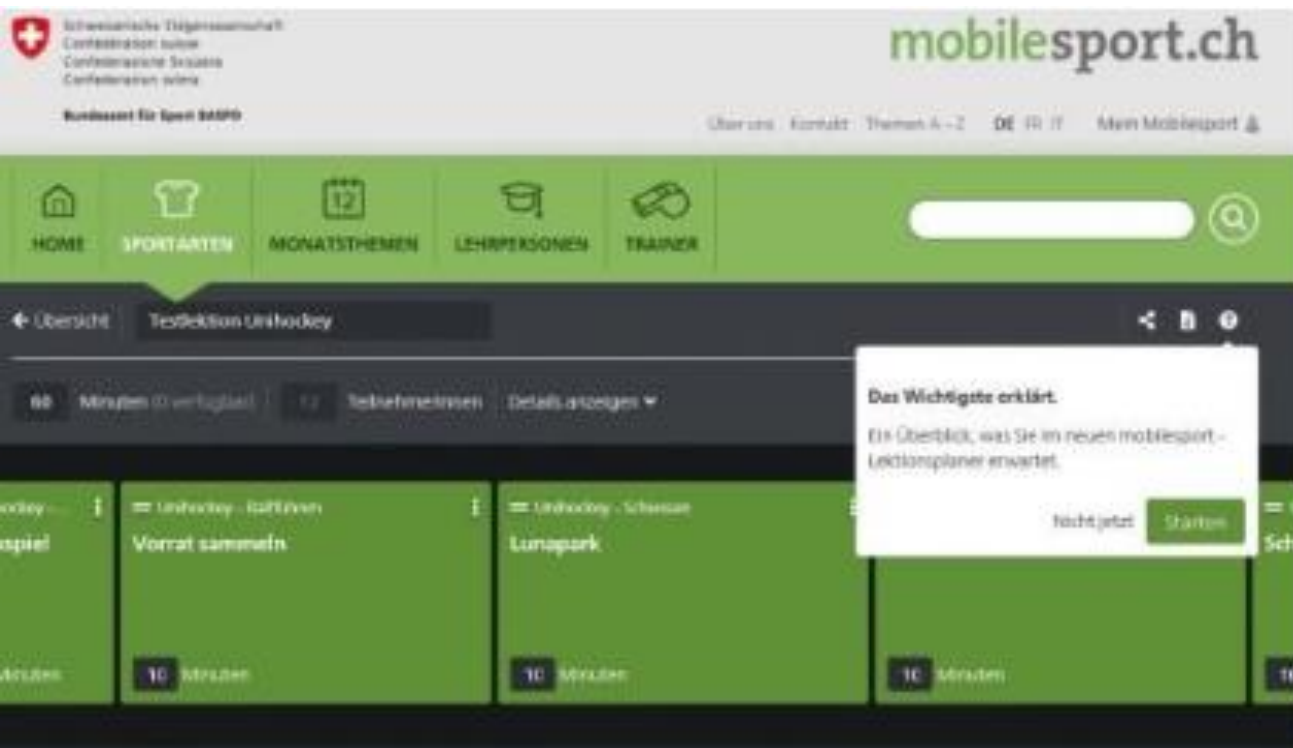 Schweizerische Eidgenossenschaft
Confédération suisse
Confederazione Svizzera
Confederaziun svizra
Bundesamt für Sport BASPO
mobilesport.ch
Über uns Kontakt Themen A – Z DE FR IT Mein Mobilesport
HOME SPORTARTEN MONATSTHEMEN LEHRPERSONEN TRAINER
12
Übersicht Testlektion Unihockey
60 Minuten (0 verfügbar) 12 TeilnehmerInnen Details anzeigen
Das Wichtigste erklärt.
Ein Überblick, was Sie im neuen mobilesport –
Lektionsplaner erwartet.
Nicht jetzt Starten
Unihockey - Ballführen
Vorrat sammeln
10 Minuten
Unihockey - Schiessen
Lunapark
10 Minuten
10 Minuten